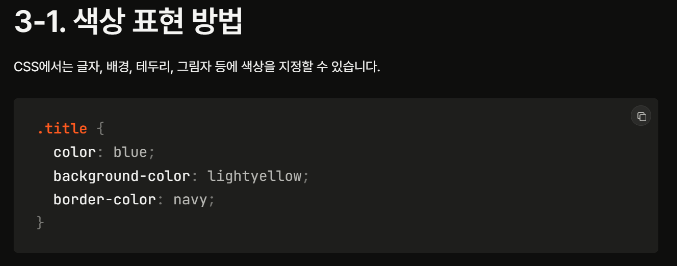 3-1. 색상 표현 방법
CSS에서는 글자, 배경, 테두리, 그림자 등에 색상을 지정할 수 있습니다.
.title {
  color: blue;
  background-color: lightyellow;
  border-color: navy;
}